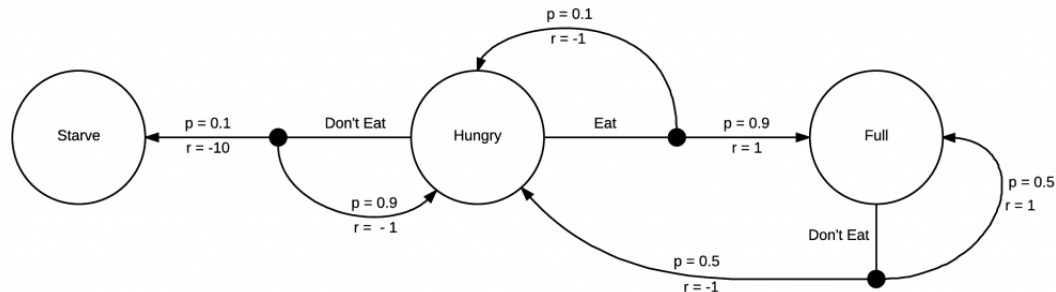 p = 0.1
r = -1
Starve
p = 0.1
r = -10
Don't Eat
Hungry
Eat
p = 0.9
r = 1
Full
p = 0.9
r = - 1
p = 0.5
r = 1
Don't Eat
p = 0.5
r = -1